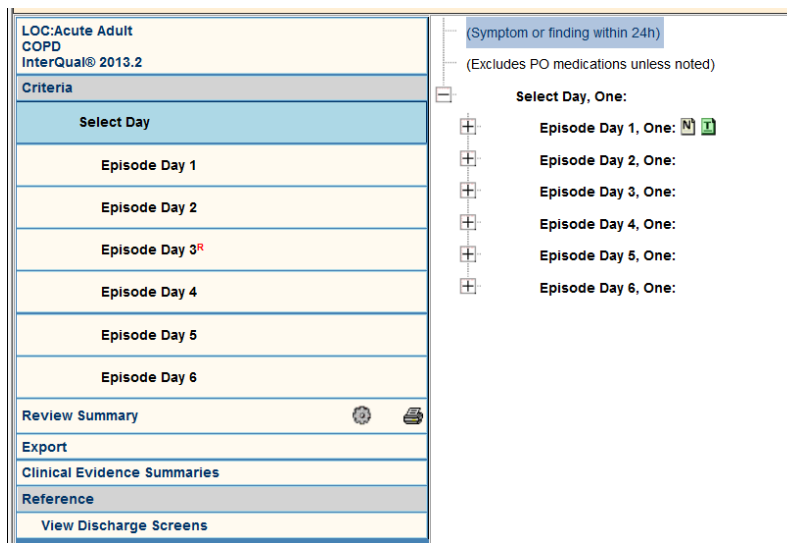 LOC:Acute Adult
COPD
InterQual® 2013.2
Criteria
Select Day
Episode Day 1
Episode Day 2
Episode Day 3R
Episode Day 4
Episode Day 5
Episode Day 6
Review Summary
Export
Clinical Evidence Summaries
Reference
View Discharge Screens
(Symptom or finding within 24h)
(Excludes PO medications unless noted)
Select Day, One:
Episode Day 1, One: N T
Episode Day 2, One:
Episode Day 3, One:
Episode Day 4, One:
Episode Day 5, One:
Episode Day 6, One: